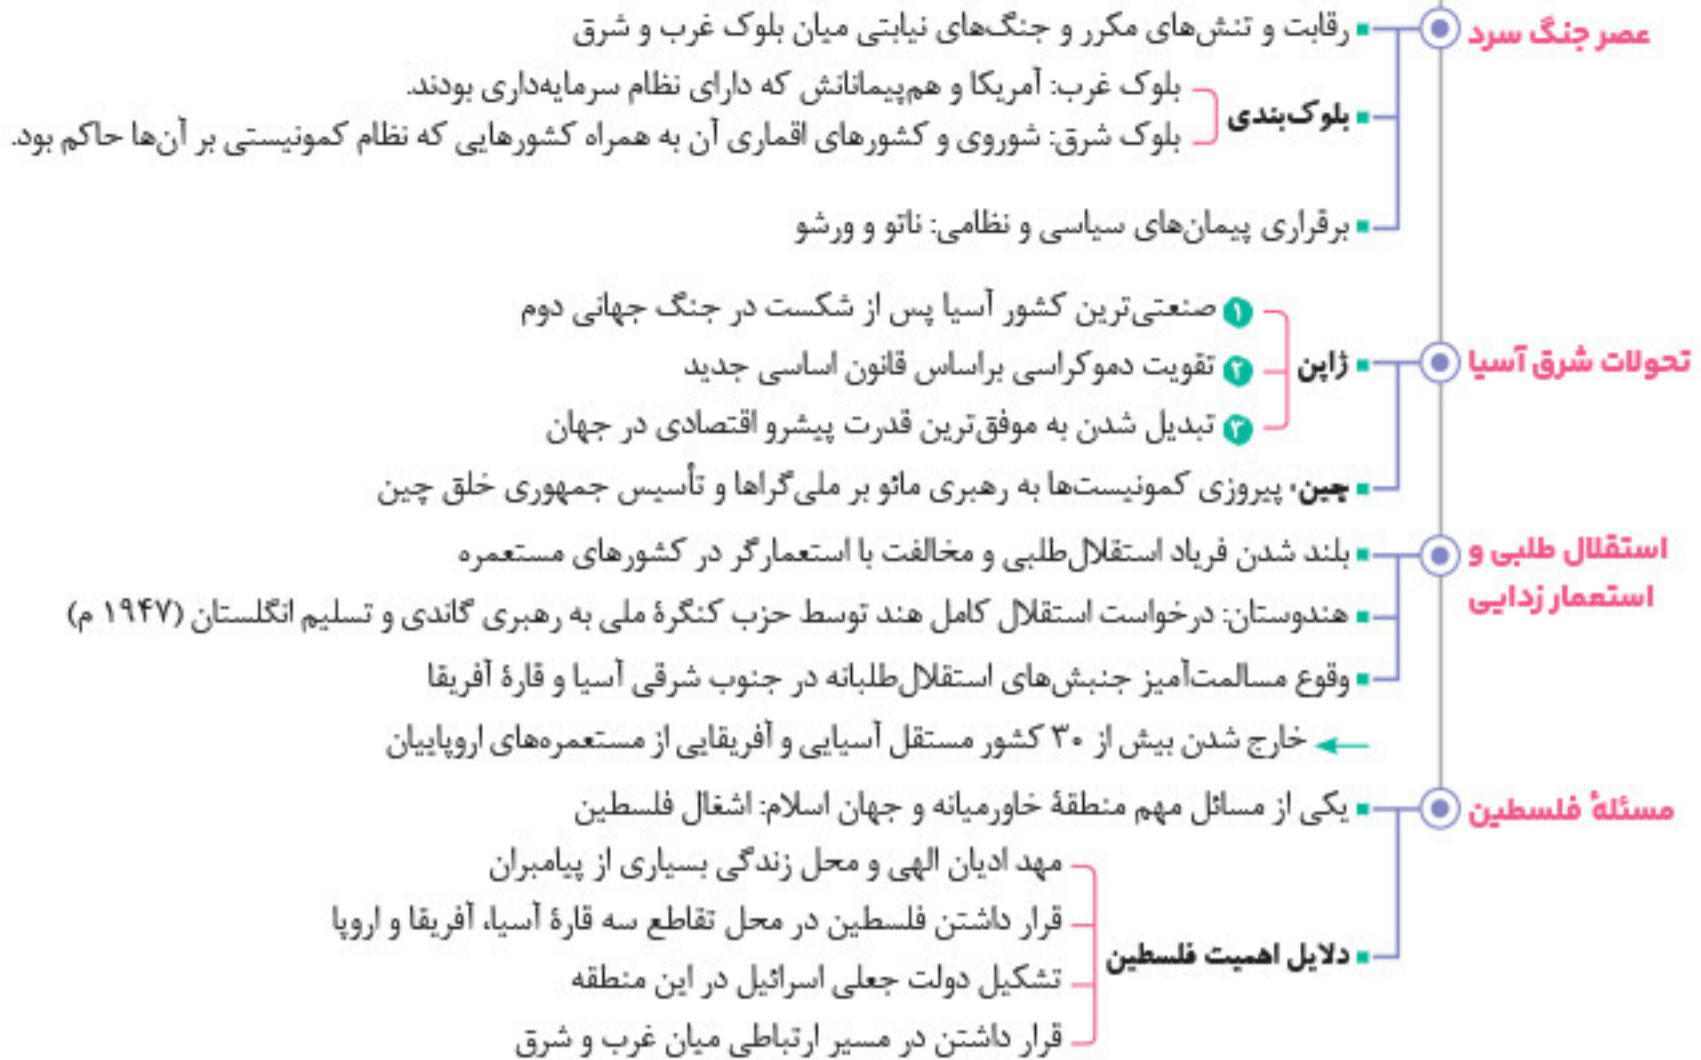 عصر جنگ سرد
رقابت و تنش‌های مکرر و جنگ‌های نیابتی میان بلوک غرب و شرق
بلوک‌بندی
بلوک غرب: آمریکا و هم‌پیمانانش که دارای نظام سرمایه‌داری بودند.
بلوک شرق: شوروی و کشورهای اقماری آن به همراه کشورهایی که نظام کمونیستی بر آن‌ها حاکم بود.
برقراری پیمان‌های سیاسی و نظامی: ناتو و ورشو
تحولات شرق آسیا
ژاپن
۱ صنعتی‌ترین کشور آسیا پس از شکست در جنگ جهانی دوم
۲ تقویت دموکراسی براساس قانون اساسی جدید
۳ تبدیل شدن به موفق‌ترین قدرت پیشرو اقتصادی در جهان
چین: پیروزی کمونیست‌ها به رهبری مائو بر ملی‌گراها و تأسیس جمهوری خلق چین
استقلال طلبی و
استعمار زدایی
بلند شدن فریاد استقلال‌طلبی و مخالفت با استعمارگر در کشورهای مستعمره
هندوستان: درخواست استقلال کامل هند توسط حزب کنگرهٔ ملی به رهبری گاندی و تسلیم انگلستان (۱۹۴۷ م)
وقوع مسالمت‌آمیز جنبش‌های استقلال‌طلبانه در جنوب شرقی آسیا و قارهٔ آفریقا
خارج شدن بیش از ۳۰ کشور مستقل آسیایی و آفریقایی از مستعمره‌های اروپاییان
مسئلهٔ فلسطین
یکی از مسائل مهم منطقهٔ خاورمیانه و جهان اسلام: اشغال فلسطین
دلایل اهمیت فلسطین
مهد ادیان الهی و محل زندگی بسیاری از پیامبران
قرار داشتن فلسطین در محل تقاطع سه قارهٔ آسیا، آفریقا و اروپا
تشکیل دولت جعلی اسرائیل در این منطقه
قرار داشتن در مسیر ارتباطی میان غرب و شرق